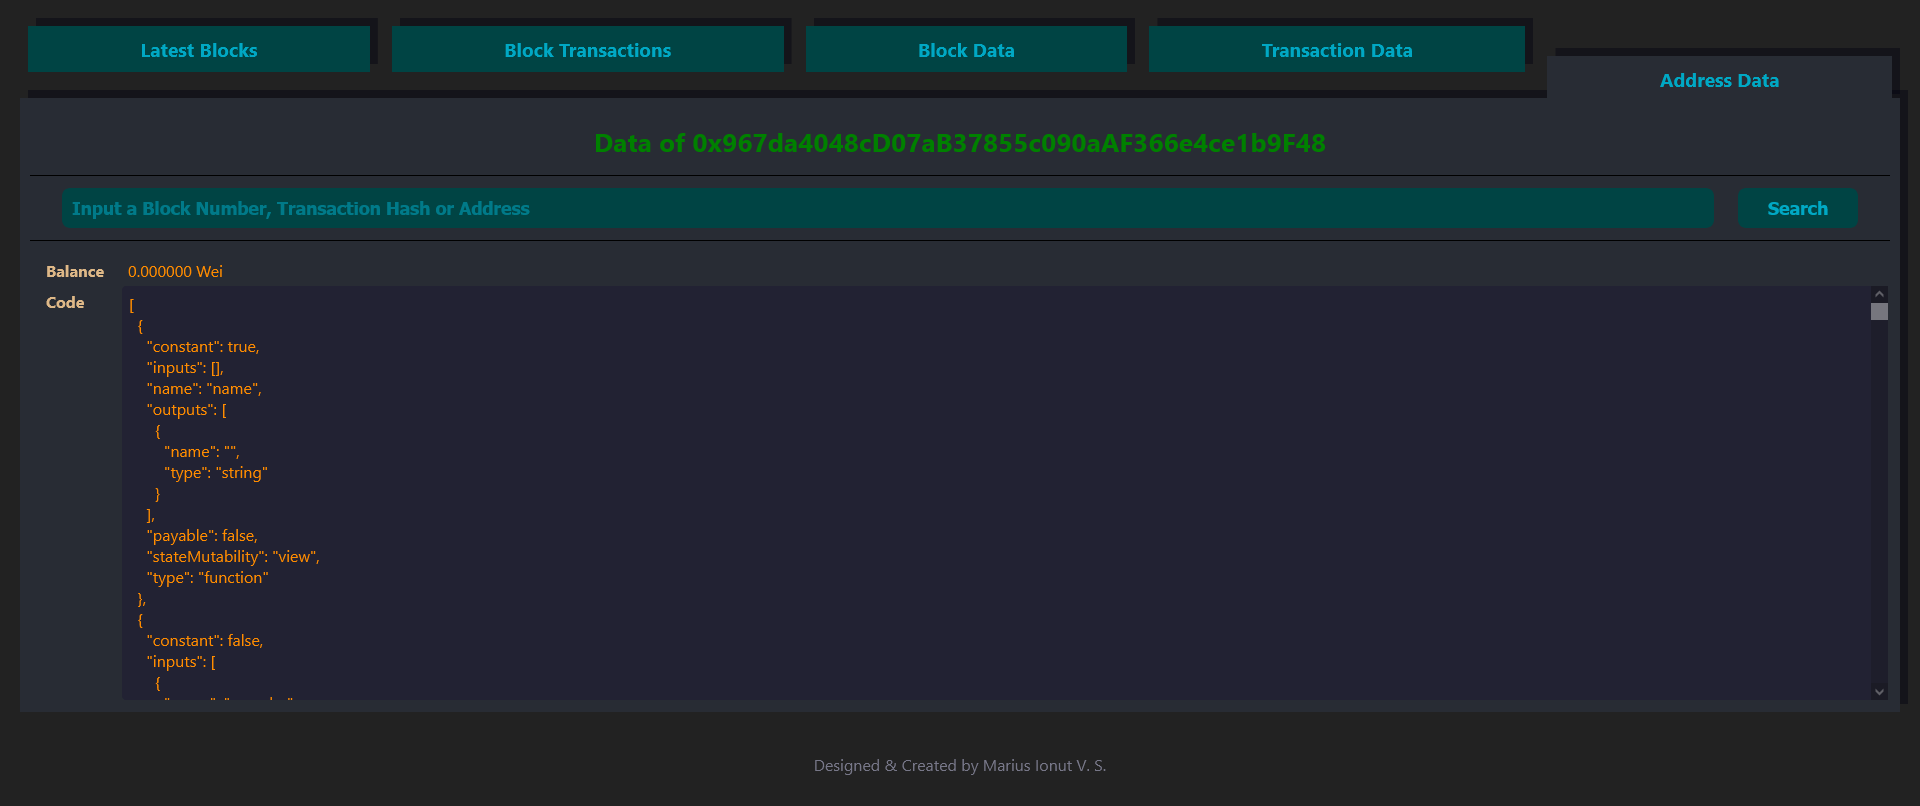 Latest Blocks
Block Transactions
Block Data
Transaction Data
Address Data
Data of 0x967da4048cD07aB37855c090aAF366e4ce1b9F48
Input a Block Number, Transaction Hash or Address
Search
Balance 0.000000 Wei
Code
[
{
"constant": true,
"inputs": [],
"name": "name",
"outputs": [
{
"name": "",
"type": "string"
}
],
"payable": false,
"stateMutability": "view",
"type": "function"
},
{
"constant": false,
"inputs": [
{
Designed & Created by Marius Ionut V. S.